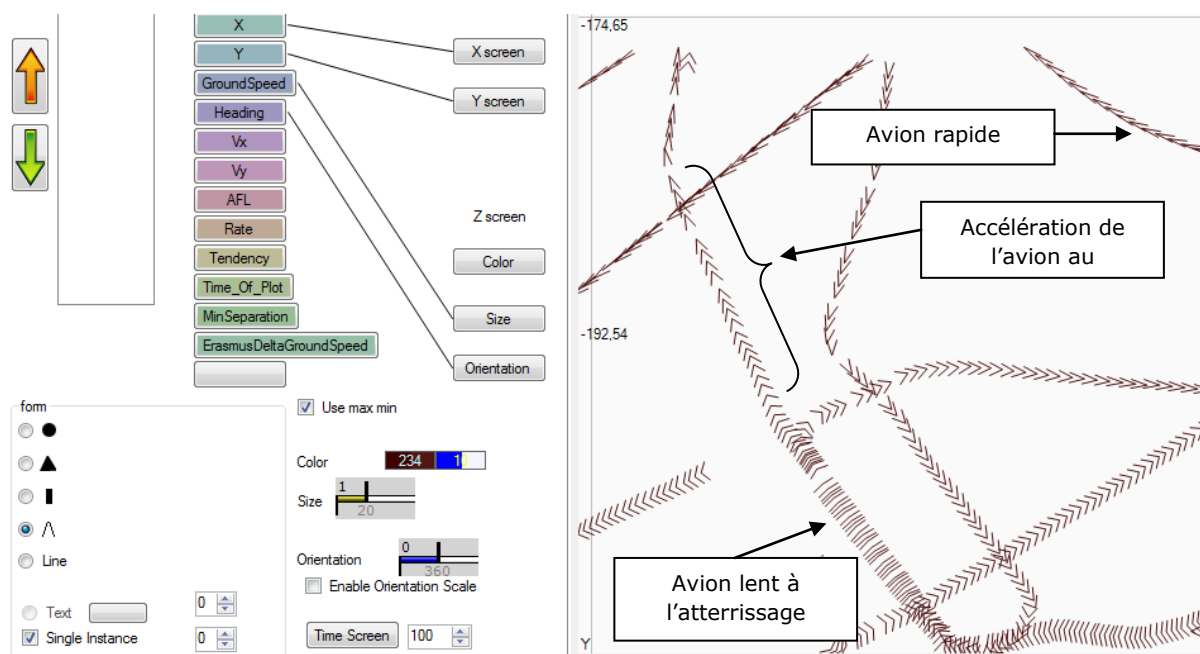 X
Y
GroundSpeed
Heading
Vx
Vy
AFL
Rate
Tendency
Time_Of_Plot
MinSeparation
ErasmusDeltaGroundSpeed
X screen
Y screen
Z screen
Color
Size
Orientation
form
Line
Text
0
Single Instance
0
Use max min
Color
234
10
Size
1
20
Orientation
0
360
Enable Orientation Scale
Time Screen
100
-174,65
-192,54
Y
Avion rapide
Accélération de
l’avion au
Avion lent à
l’atterrissage